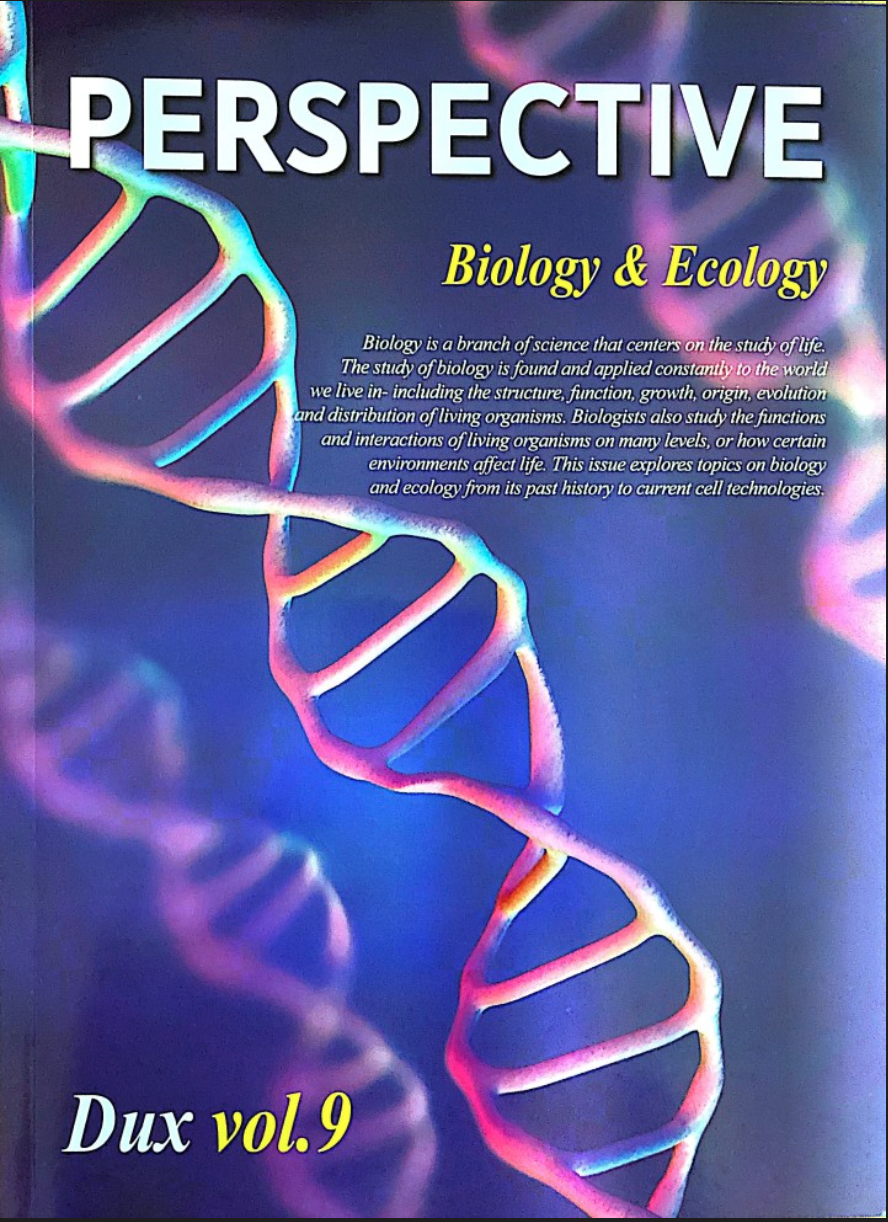 PERSPECTIVE
Biology & Ecology
Biology is a branch of science that centers on the study of life.
The study of biology is found and applied constantly to the world
we live in- including the structure, function, growth, origin, evolution
and distribution of living organisms. Biologists also study the functions
and interactions of living organisms on many levels, or how certain
environments affect life. This issue explores topics on biology
and ecology from its past history to current cell technologies.
Dux vol.9